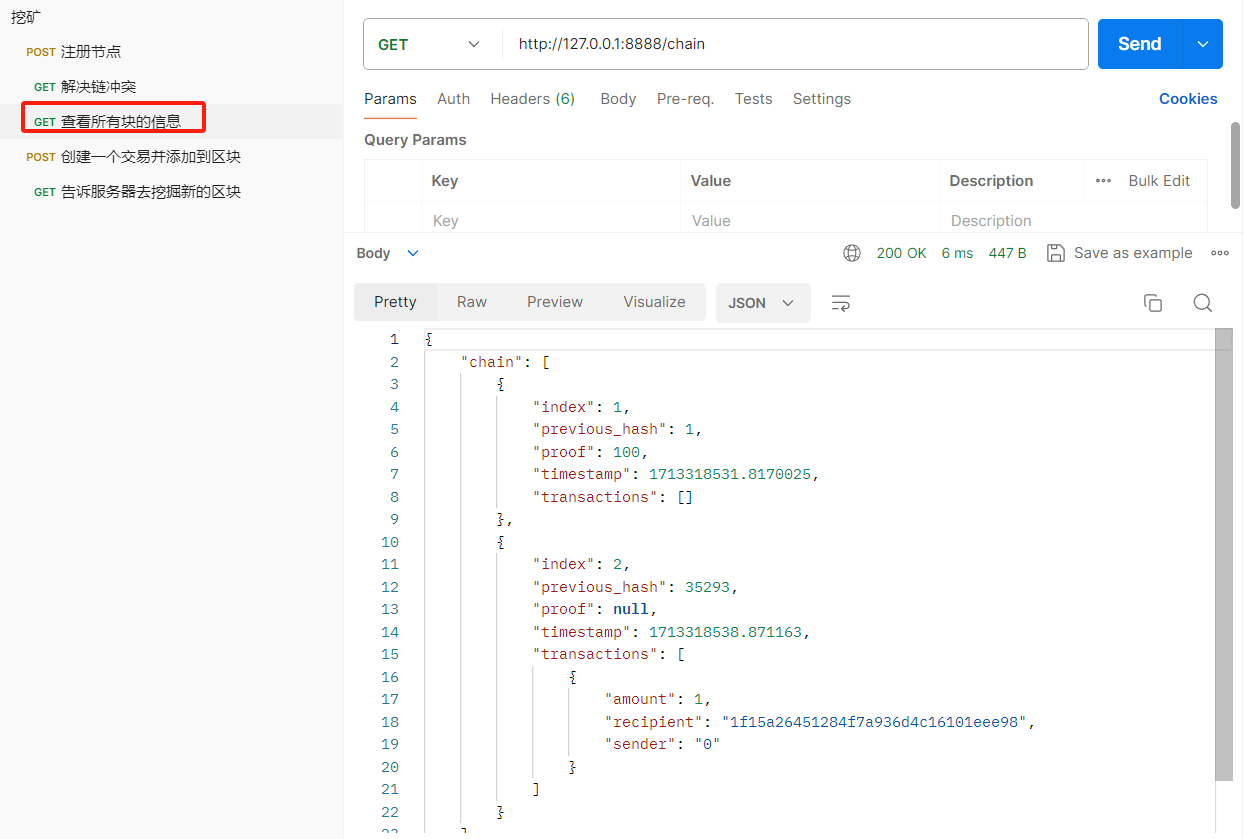 挖矿
POST 注册节点
GET 解决链冲突
GET 查看所有块的信息
POST 创建一个交易并添加到区块
GET 告诉服务器去挖掘新的区块
GET http://127.0.0.1:8888/chain Send
Params Auth Headers (6) Body Pre-req. Tests Settings Cookies
Query Params
Key Value Description Bulk Edit
Key Value Description
Body 200 OK 6 ms 447 B Save as example
Pretty Raw Preview Visualize JSON
1 {
2 "chain": [
3 {
4 "index": 1,
5 "previous_hash": 1,
6 "proof": 100,
7 "timestamp": 1713318531.8170025,
8 "transactions": []
9 },
10 {
11 "index": 2,
12 "previous_hash": 35293,
13 "proof": null,
14 "timestamp": 1713318538.871163,
15 "transactions": [
16 {
17 "amount": 1,
18 "recipient": "1f15a26451284f7a936d4c16101eee98",
19 "sender": "0"
20 }
21 ]
22 }
23 ]